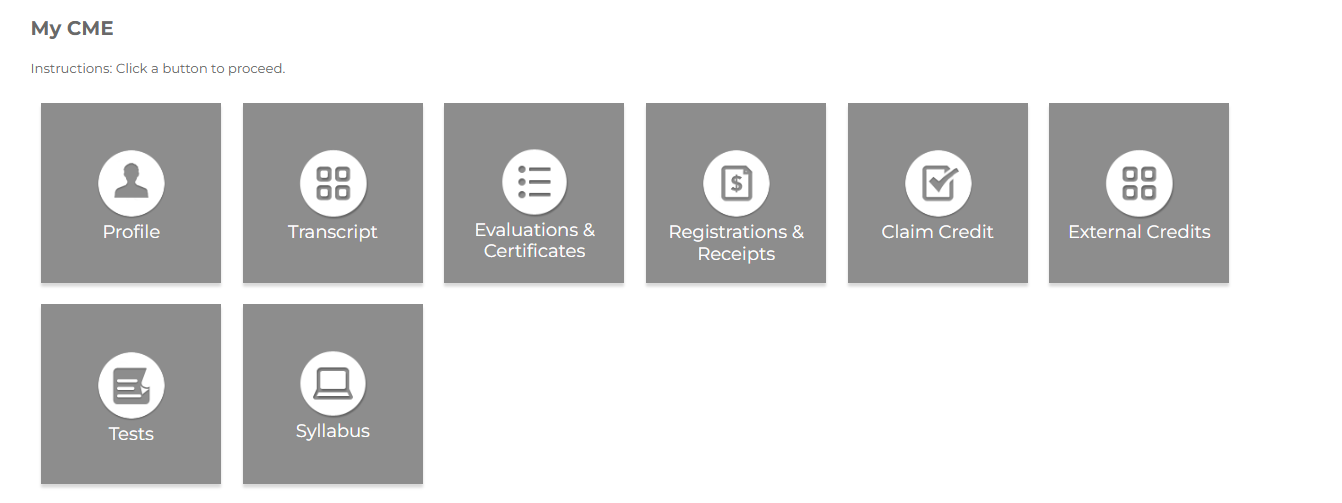 My CME
Instructions: Click a button to proceed.
Profile
Transcript
Evaluations &
Certificates
Registrations &
Receipts
Claim Credit
External Credits
Tests
Syllabus